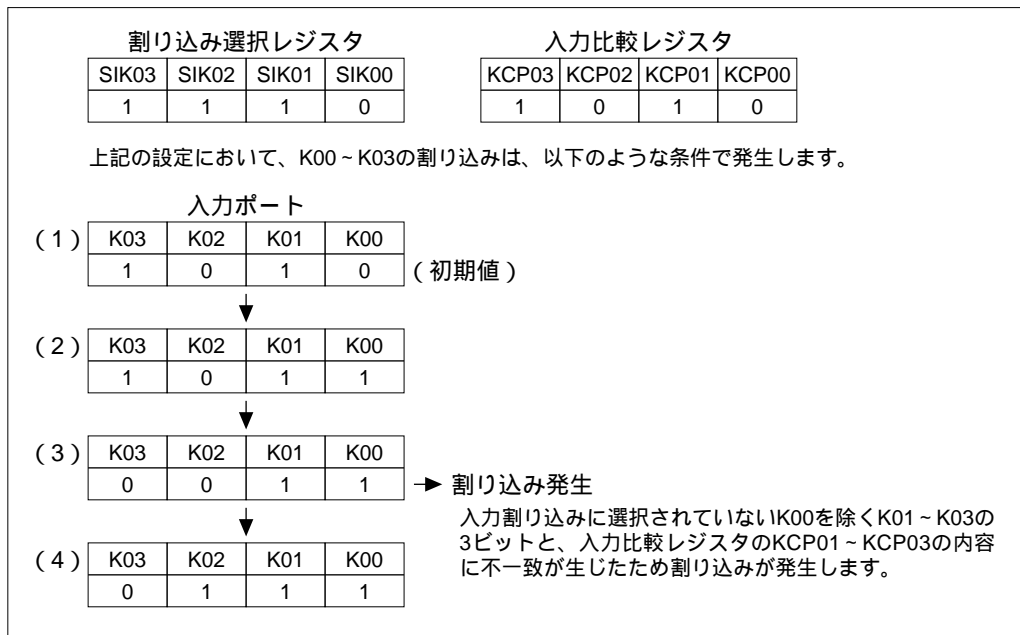 割り込み選択レジスタ 入力比較レジスタ
SIK03 SIK02 SIK01 SIK00 KCP03 KCP02 KCP01 KCP00
1 1 1 0 1 0 1 0
上記の設定において、K00~K03の割り込みは、以下のような条件で発生します。
入力ポート
(1) K03 K02 K01 K00
1 0 1 0 (初期値)
(2) K03 K02 K01 K00
1 0 1 1
(3) K03 K02 K01 K00
0 0 1 1 割り込み発生
入力割り込みに選択されていないK00を除くK01~K03の
3ビットと、入力比較レジスタのKCP01~KCP03の内容
に不一致が生じたため割り込みが発生します。
(4) K03 K02 K01 K00
0 1 1 1